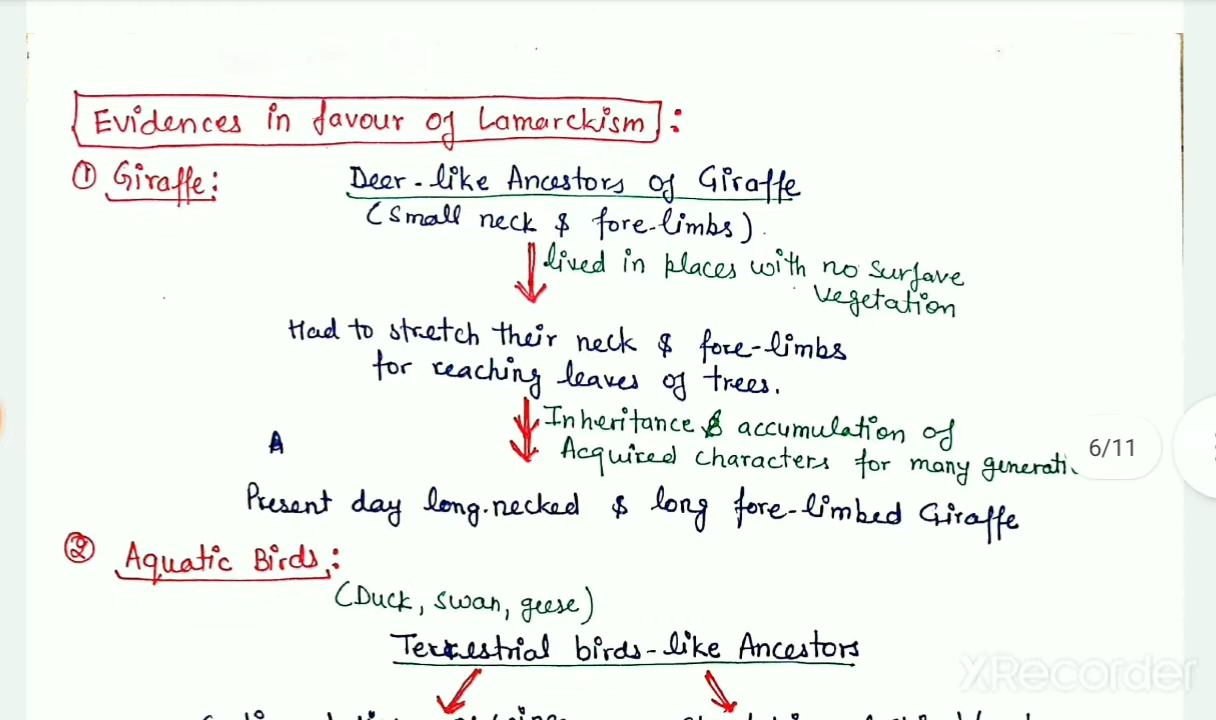 Evidences in favour of Lamarckism :
① Giraffe:
Deer-like Ancestors of Giraffe
(Small neck & fore-limbs).
lived in places with no surfave
vegetation
Had to stretch their neck & fore-limbs
for reaching leaves of trees.
Inheritance & accumulation of
Acquired characters for many generati
6/11
A
Present day long-necked & long fore-limbed Giraffe
② Aquatic Birds:
(Duck, swan, geese)
Terrestrial birds-like Ancestors
XRecorder